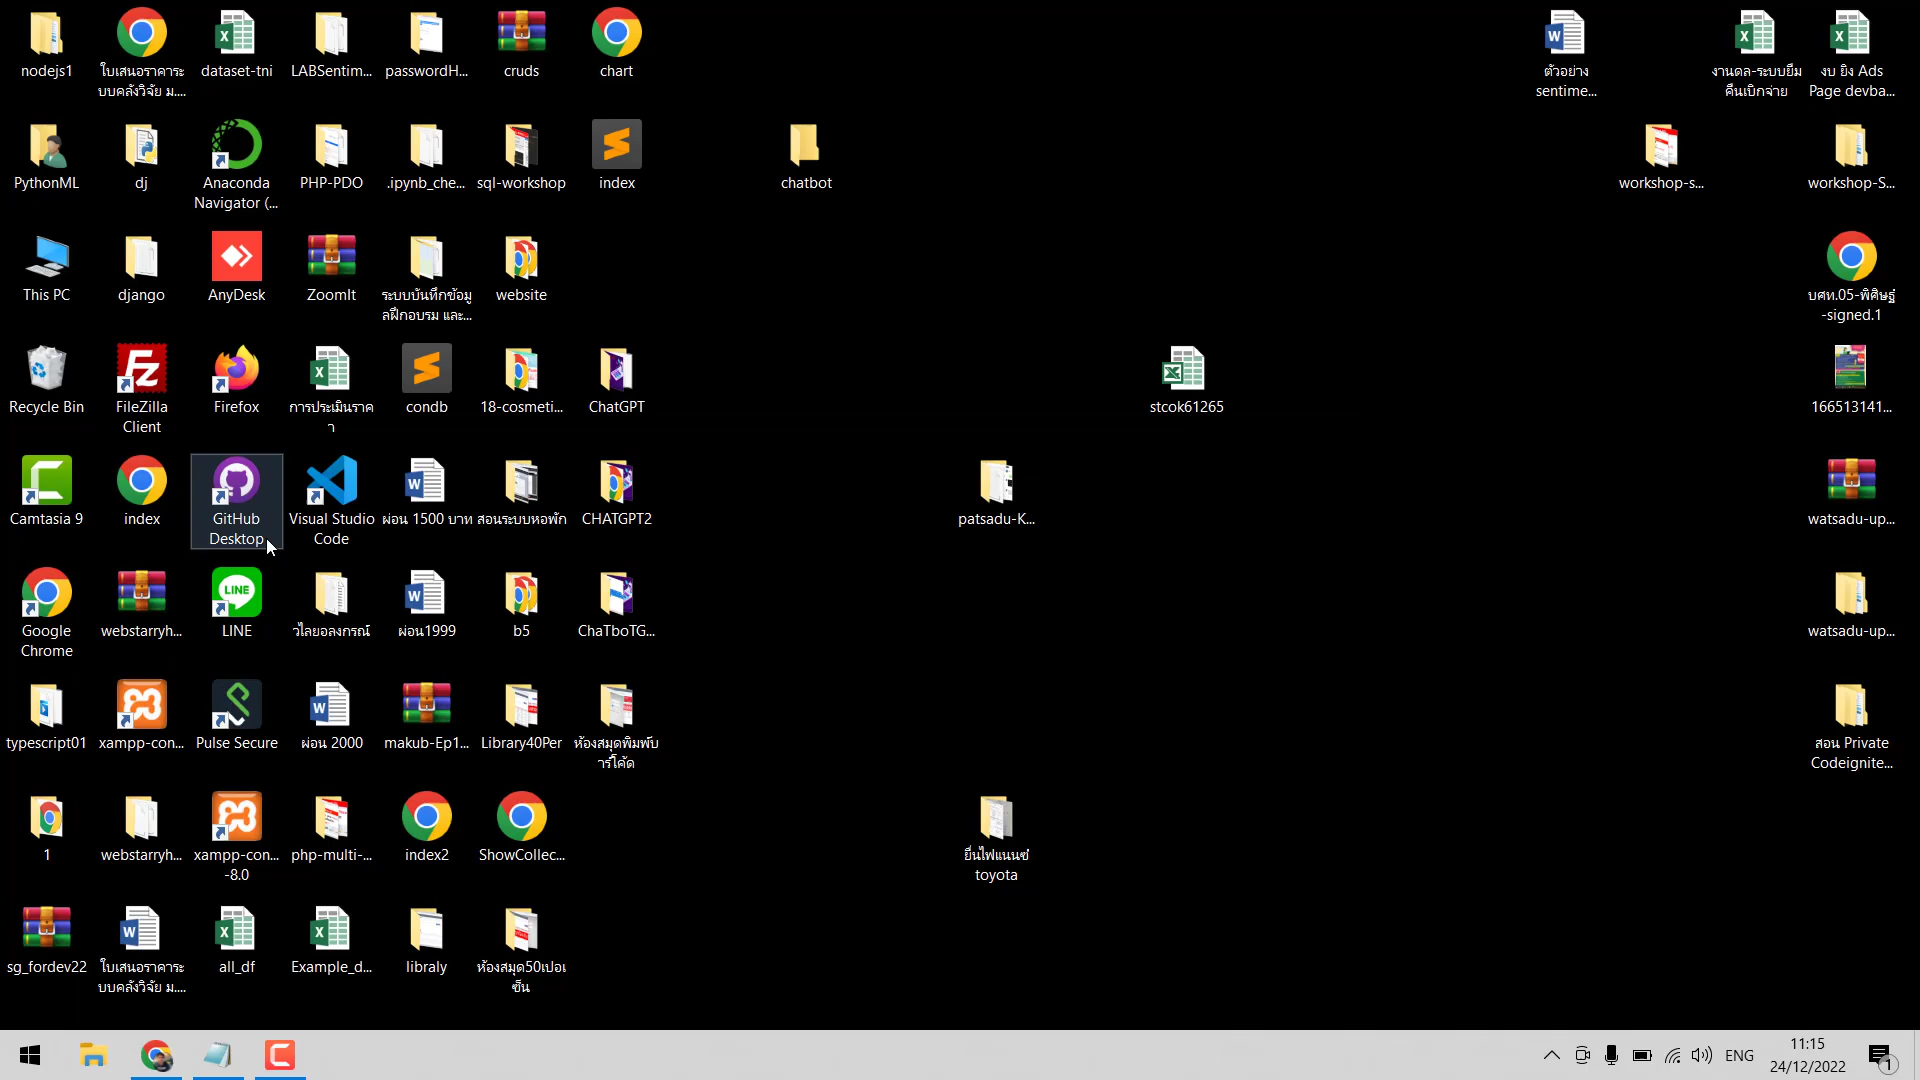 nodejs1
ใบเสนอราคาระ
บบคลังวิจัย ม....
dataset-tni
LABSentim...
passwordH...
cruds
chart
ตัวอย่าง
sentime...
งานดล-ระบบยืม
คืนเบิกจ่าย
งบ ยิง Ads
Page devba...
PythonML
dj
Anaconda
Navigator (...
PHP-PDO
.ipynb_che...
sql-workshop
index
chatbot
workshop-s...
workshop-S...
This PC
django
AnyDesk
ZoomIt
ระบบบันทึกข้อมู
ลฝึกอบรม และ...
website
บศท.05-พิศิษฐ์
-signed.1
Recycle Bin
FileZilla
Client
Firefox
การประเมินราค
า
condb
18-cosmeti...
ChatGPT
stcok61265
166513141...
Camtasia 9
index
GitHub
Desktop
Visual Studio
Code
ผ่อน 1500 บาท
สอนระบบหอพัก
CHATGPT2
patsadu-K...
watsadu-up...
Google
Chrome
webstarryh...
LINE
วไลยอลงกรณ์
ผ่อน1999
b5
ChaTboTG...
watsadu-up...
typescript01
xampp-con...
Pulse Secure
ผ่อน 2000
makub-Ep1...
Library40Per
ห้องสมุดพิมพ์บ
าร์โค้ด
สอน Private
Codeignite...
1
webstarryh...
xampp-con...
-8.0
php-multi-...
index2
ShowCollec...
ยื่นไฟแนนซ์
toyota
sg_fordev22
ใบเสนอราคาระ
บบคลังวิจัย ม....
all_df
Example_d...
libraly
ห้องสมุด50เปอเ
ซ็น
ENG
11:15
24/12/2022
1